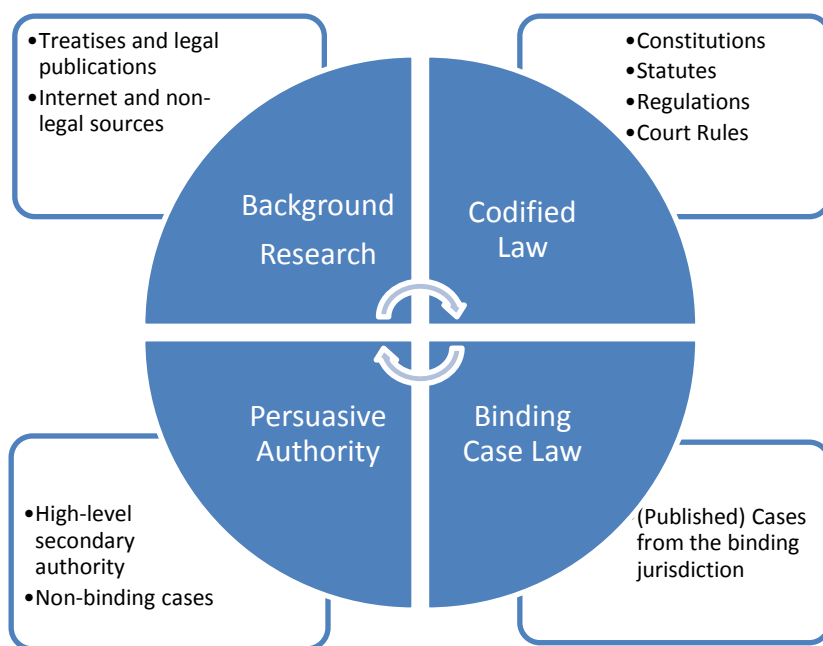 •Treatises and legal
publications
•Internet and non-
legal sources
•Constitutions
•Statutes
•Regulations
•Court Rules
Background
Research
Codified
Law
Persuasive
Authority
Binding
Case Law
•High-level
secondary
authority
•Non-binding cases
(Published) Cases
from the binding
jurisdiction